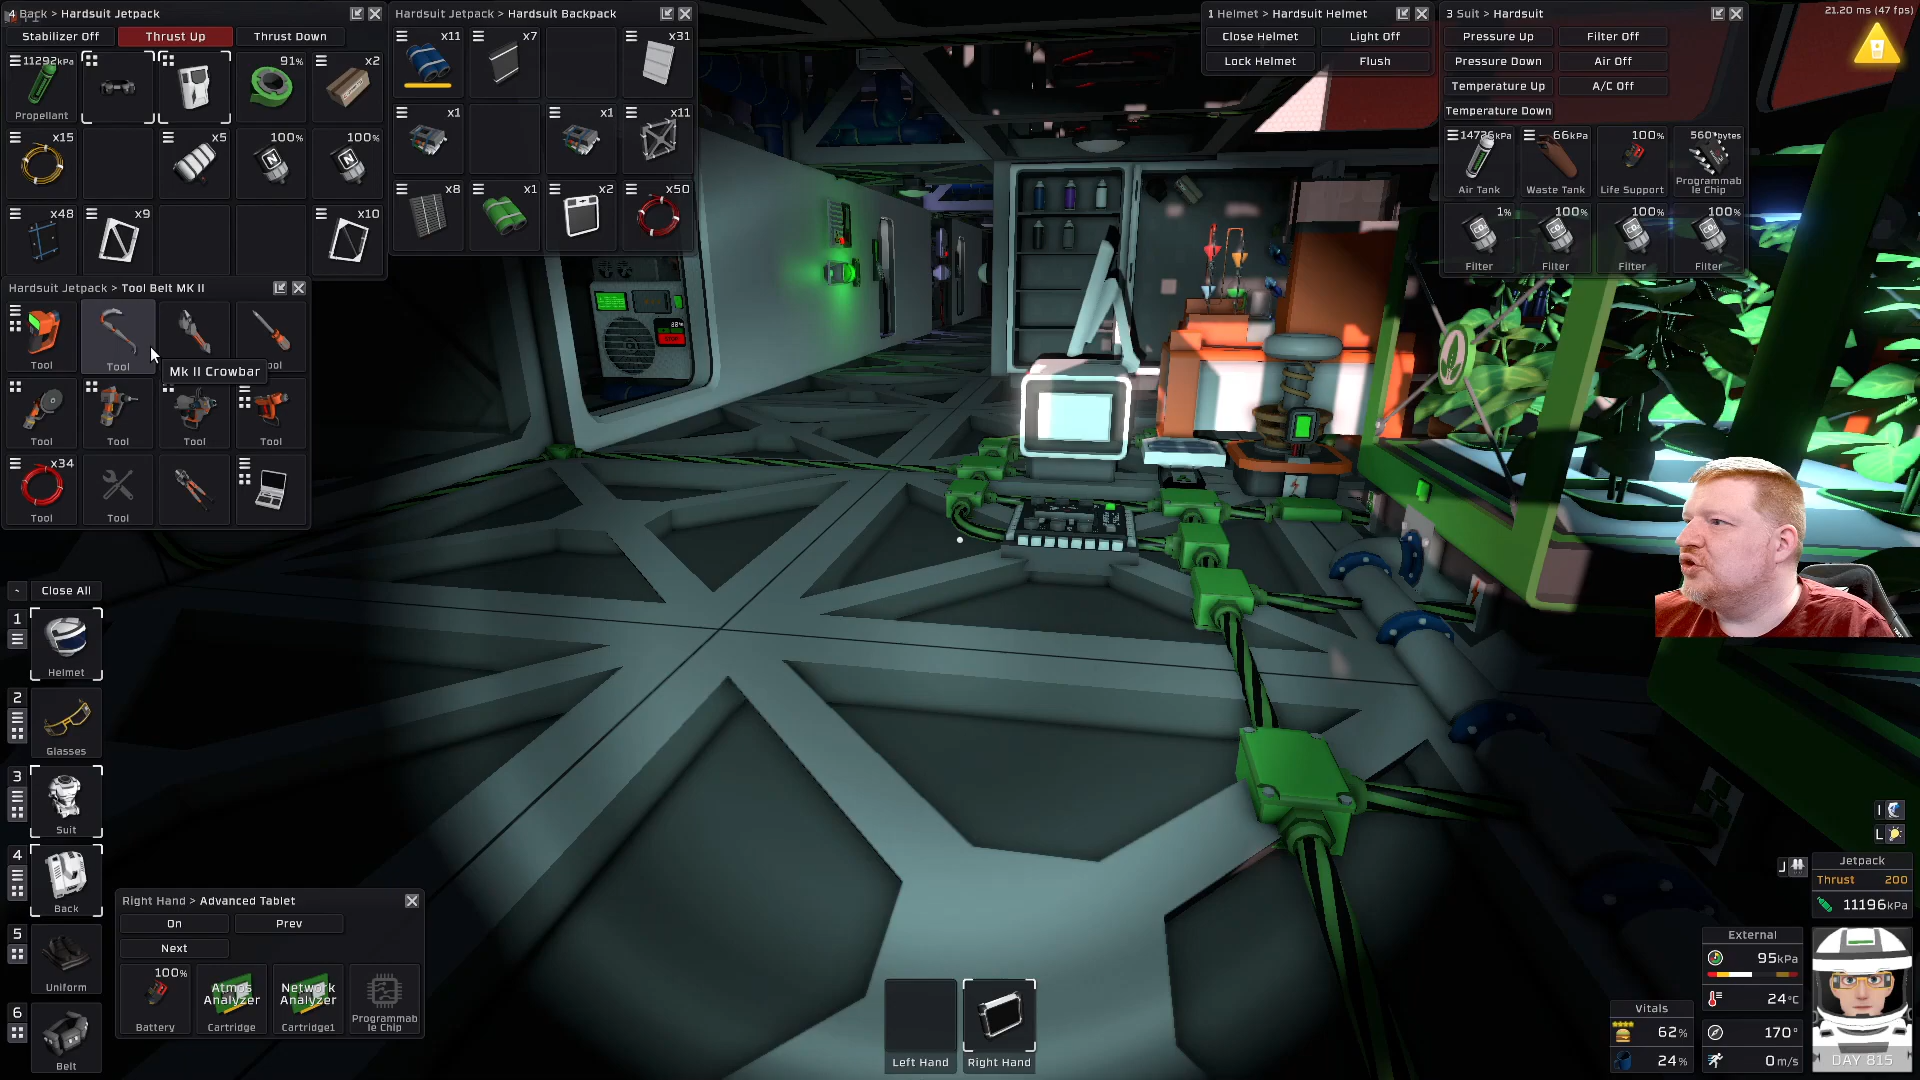 4 Back > Hardsuit Jetpack
Stabilizer Off
Thrust Up
Thrust Down
11292kPa
Propellant
91%
x2
x15
x5
100%
100%
x48
x9
x10
Hardsuit Jetpack > Hardsuit Backpack
x11
x7
x31
x1
x1
x11
x8
x1
x2
x50
Hardsuit Jetpack > Tool Belt MK II
Tool
Tool
Mk II Crowbar
Tool
Tool
Tool
Tool
x34
Tool
Tool
1 Helmet > Hardsuit Helmet
Close Helmet
Light Off
Lock Helmet
Flush
3 Suit > Hardsuit
Pressure Up
Filter Off
Pressure Down
Air Off
Temperature Up
A/C Off
Temperature Down
Air Tank
66kPa
Waste Tank
100%
Life Support
Programmab
le Chip
1%
Filter
100%
Filter
100%
Filter
100%
Filter
21.20 ms (47 fps)
~
Close All
1
Helmet
2
Glasses
3
Suit
4
Back
5
Uniform
6
Belt
Right Hand > Advanced Tablet
On
Prev
Next
100%
Battery
Atmos
Analyzer
Cartridge
Network
Analyzer
Cartridge1
Programmab
le Chip
Left Hand
Right Hand
I
L
J
Jetpack
Thrust 200
11196kPa
External
95kPa
24°C
170°
0m/s
Vitals
62%
24%
DAY 815